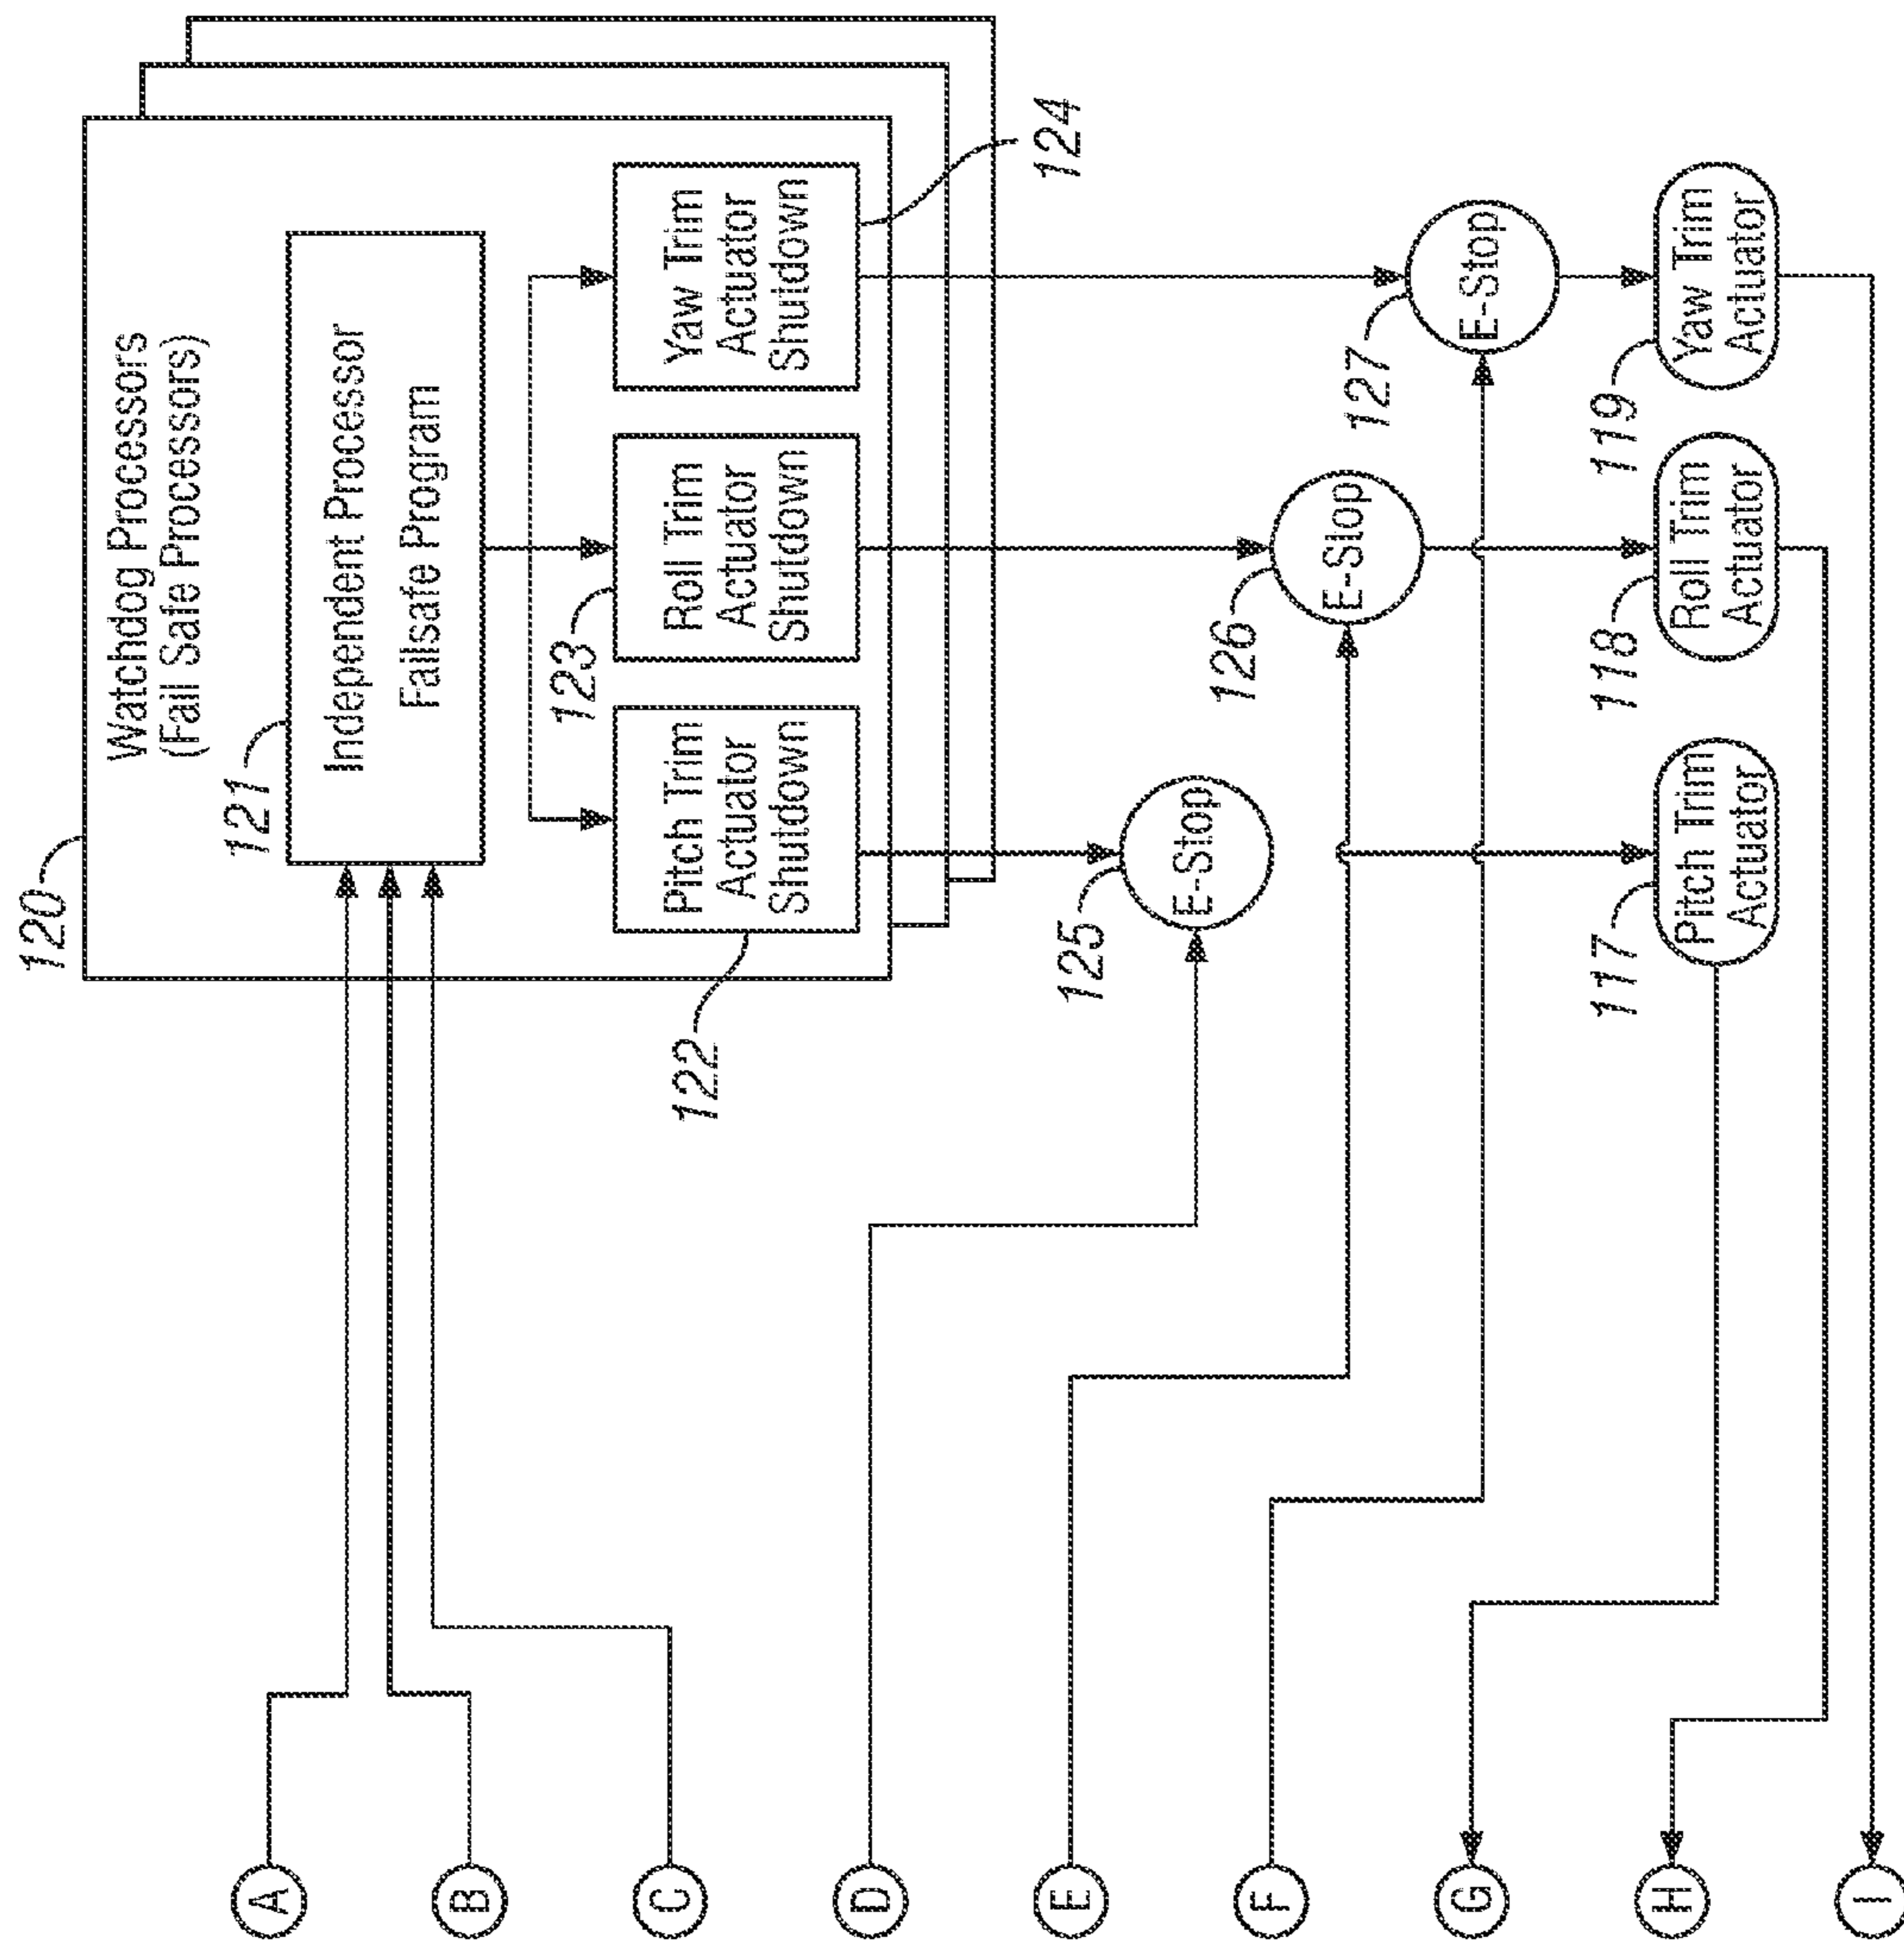 120
Watchdog Processors
(Fail Safe Processors)
121
Independent Processor
Failsafe Program
122
Pitch Trim
Actuator
Shutdown
123
Roll Trim
Actuator
Shutdown
124
Yaw Trim
Actuator
Shutdown
125
E-Stop
126
E-Stop
127
E-Stop
117
Pitch Trim
Actuator
118
Roll Trim
Actuator
119
Yaw Trim
Actuator
A
B
C
D
E
F
G
H
I